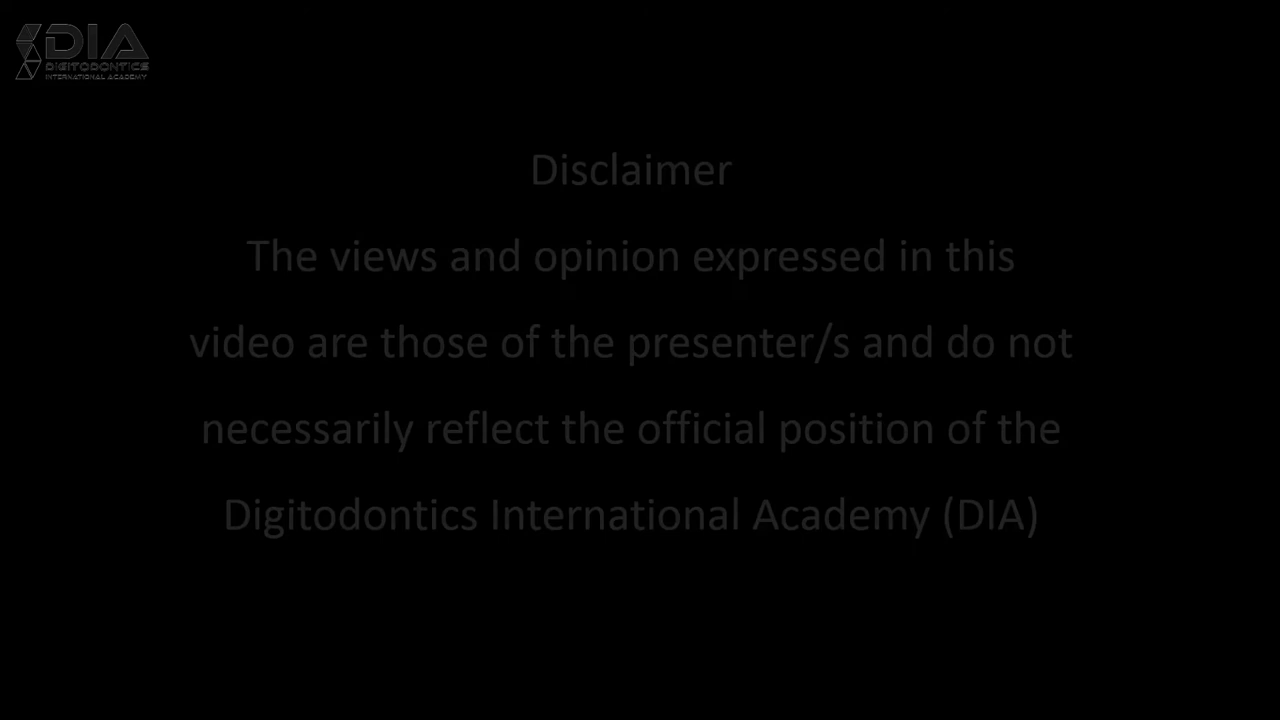 DIA
DIGITODONTICS
INTERNATIONAL ACADEMY
Disclaimer
The views and opinion expressed in this
video are those of the presenter/s and do not
necessarily reflect the official position of the
Digitodontics International Academy (DIA)